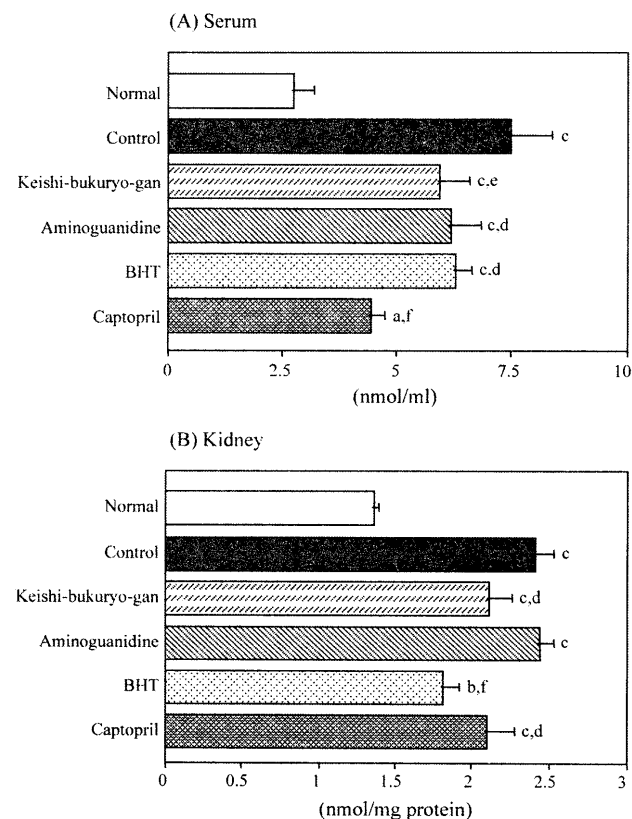 (A) Serum
Normal
Control c
Keishi-bukuryo-gan c,e
Aminoguanidine c,d
BHT c,d
Captopril a,f
0 2.5 5 7.5 10
(nmol/ml)
(B) Kidney
Normal
Control c
Keishi-bukuryo-gan c,d
Aminoguanidine c
BHT b,f
Captopril c,d
0 0.5 1 1.5 2 2.5 3
(nmol/mg protein)